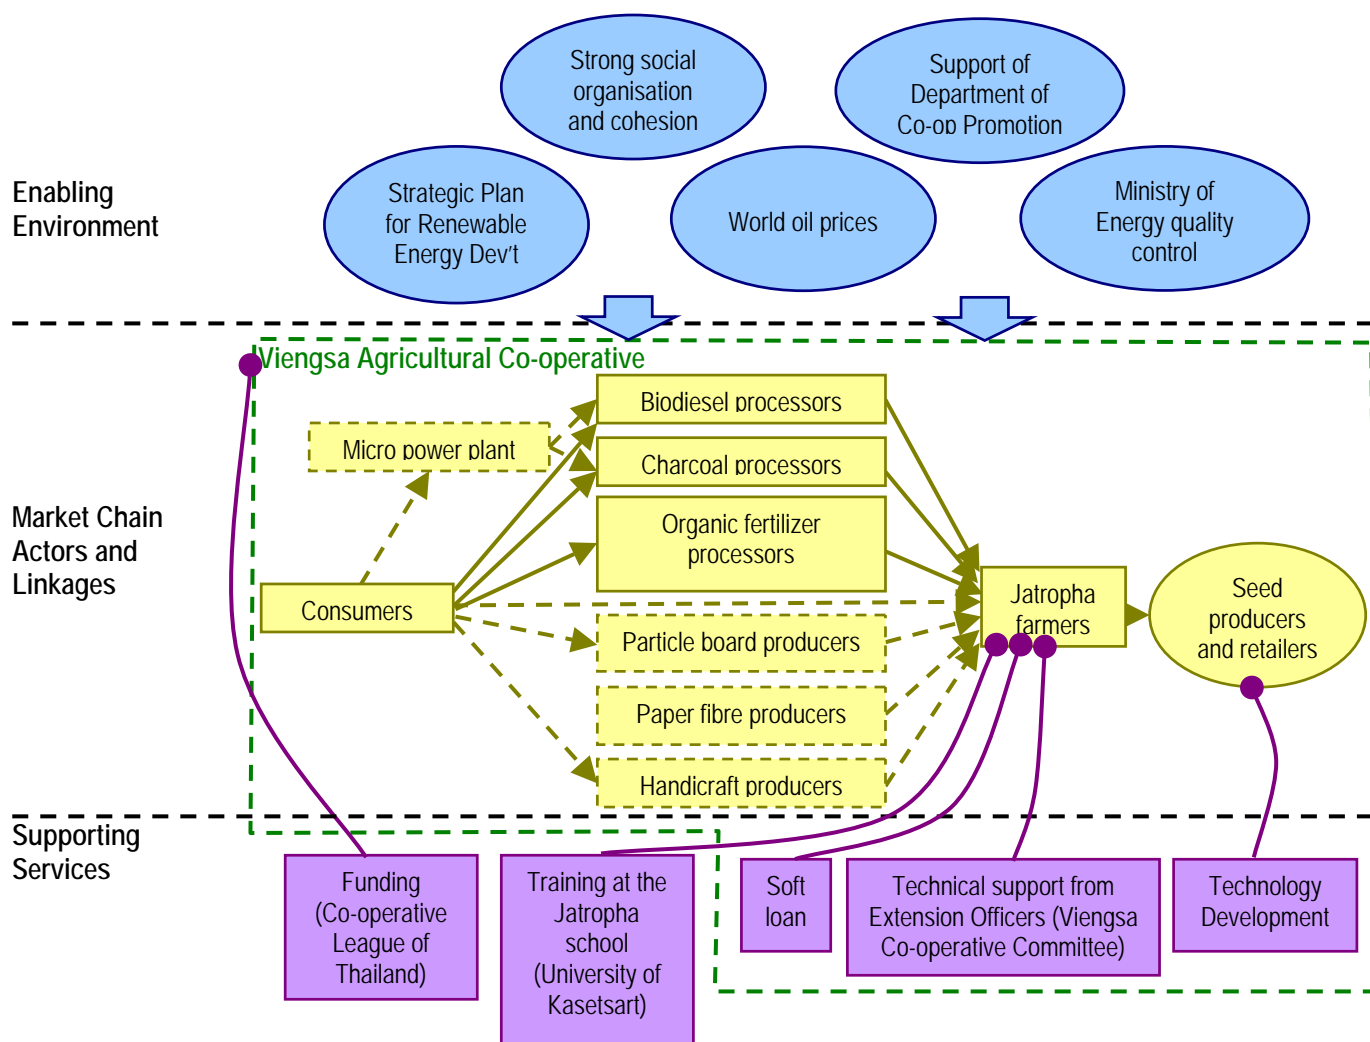 Strong social
organisation
and cohesion
Support of
Department of
Co-op Promotion
Enabling
Environment
Strategic Plan
for Renewable
Energy Dev't
World oil prices
Ministry of
Energy quality
control
Viengsa Agricultural Co-operative
Biodiesel processors
Micro power plant
Charcoal processors
Market Chain
Actors and
Linkages
Organic fertilizer
processors
Consumers
Jatropha
farmers
Seed
producers
and retailers
Particle board producers
Paper fibre producers
Handicraft producers
Supporting
Services
Funding
(Co-operative
League of
Thailand)
Training at the
Jatropha
school
(University of
Kasetsart)
Soft
loan
Technical support from
Extension Officers (Viengsa
Co-operative Committee)
Technology
Development